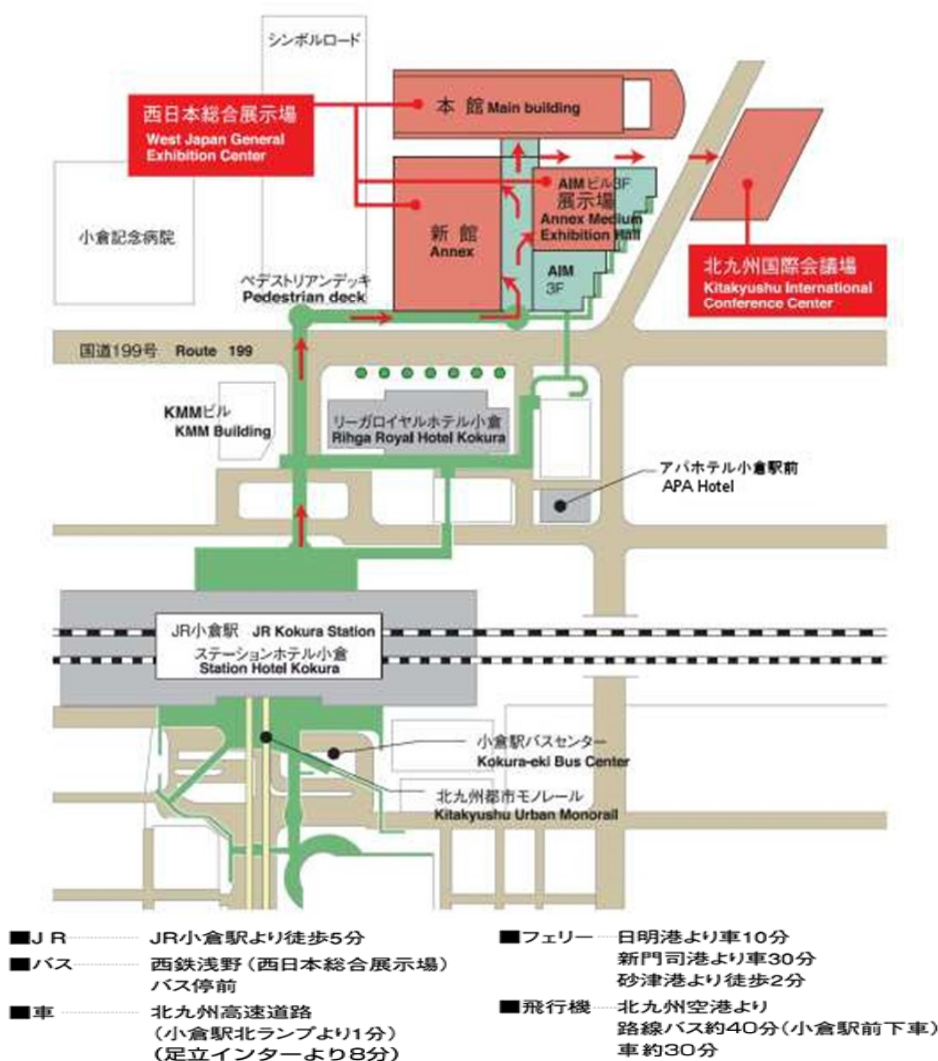 シンボルロード
本館 Main building
西日本総合展示場
West Japan General
Exhibition Center
AIMビル3F
展示場
Annex Medium
Exhibition Hall
小倉記念病院
新館
Annex
AIM
3F
北九州国際会議場
Kitakyushu International
Conference Center
ペデストリアンデッキ
Pedestrian deck
国道199号 Route 199
KMMビル
KMM Building
リーガロイヤルホテル小倉
Rihga Royal Hotel Kokura
アパホテル小倉駅前
APA Hotel
JR小倉駅 JR Kokura Station
ステーションホテル小倉
Station Hotel Kokura
小倉駅バスセンター
Kokura-eki Bus Center
北九州都市モノレール
Kitakyushu Urban Monorail
■JR JR小倉駅より徒歩5分
■バス 西鉄浅野(西日本総合展示場)
バス停前
■車 北九州高速道路
(小倉駅北ランプより1分)
(足立インターより8分)
■フェリー 日明港より車10分
新門司港より車30分
砂津港より徒歩2分
■飛行機 北九州空港より
路線バス約40分(小倉駅前下車)
車約30分